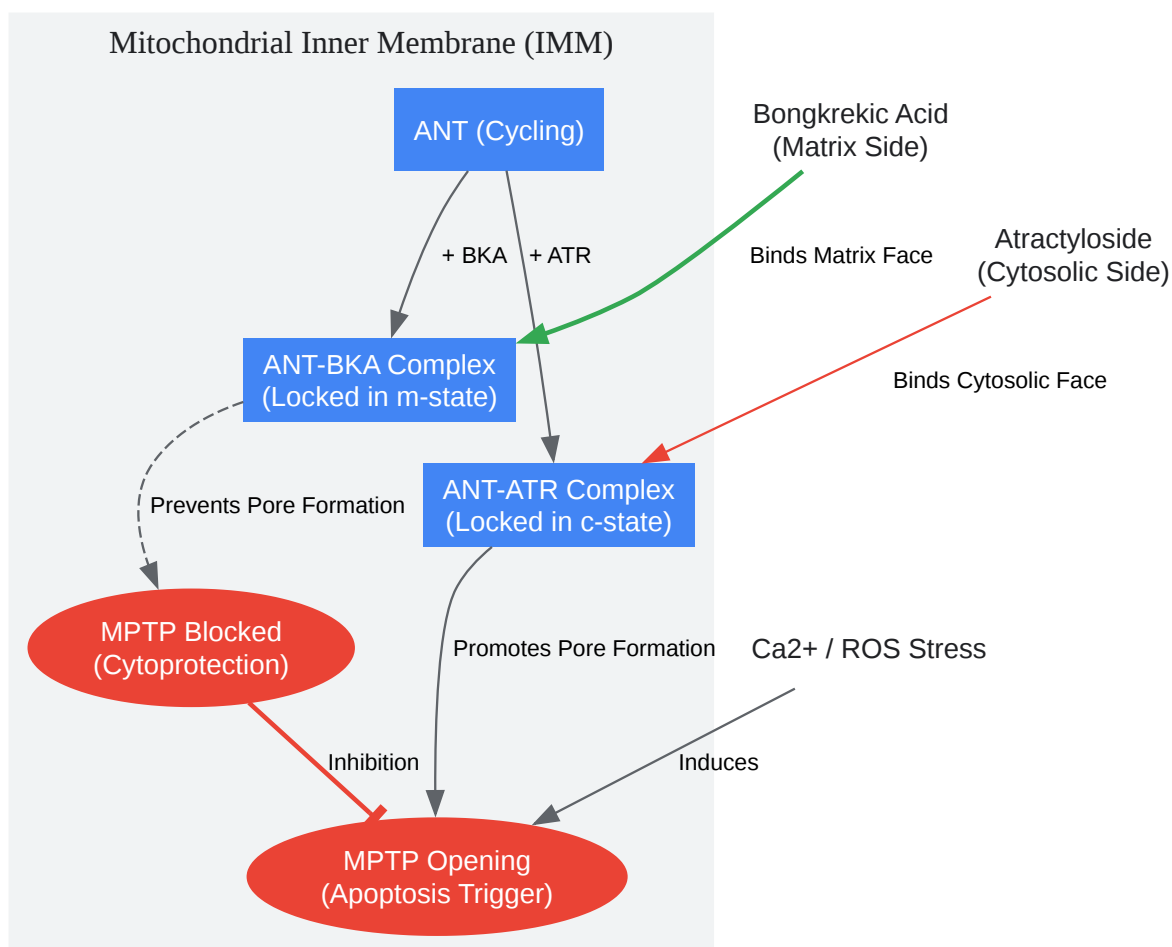 Mitochondrial Inner Membrane (IMM)
ANT (Cycling)
Bongkrekic Acid
(Matrix Side)
Atractyloside
(Cytosolic Side)
+ BKA
+ ATR
Binds Matrix Face
ANT-BKA Complex
(Locked in m-state)
Binds Cytosolic Face
ANT-ATR Complex
(Locked in c-state)
Prevents Pore Formation
MPTP Blocked
(Cytoprotection)
Promotes Pore Formation
Ca2+ / ROS Stress
Inhibition
Induces
MPTP Opening
(Apoptosis Trigger)